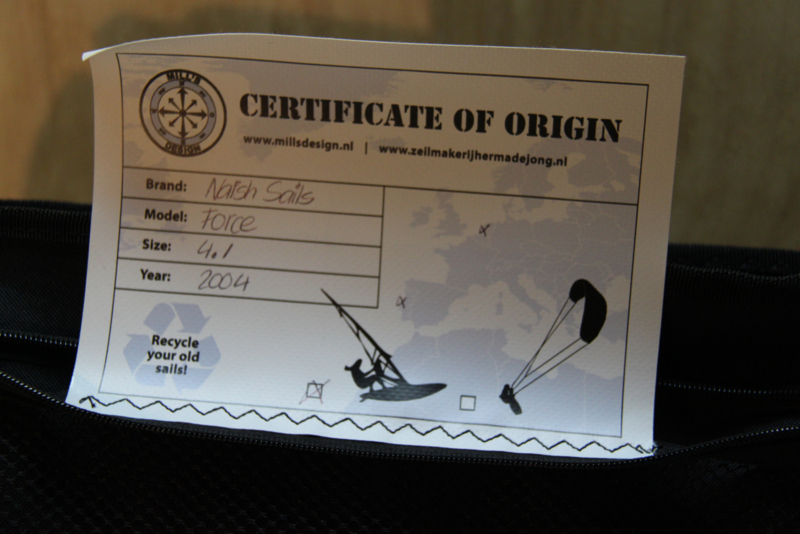 MILL'S
DESIGN
CERTIFICATE OF ORIGIN
www.millsdesign.nl | www.zeilmakerijhermadejong.nl
Brand: Naish Sails
Model: Force
Size: 4.1
Year: 2004
Recycle
your old
sails!